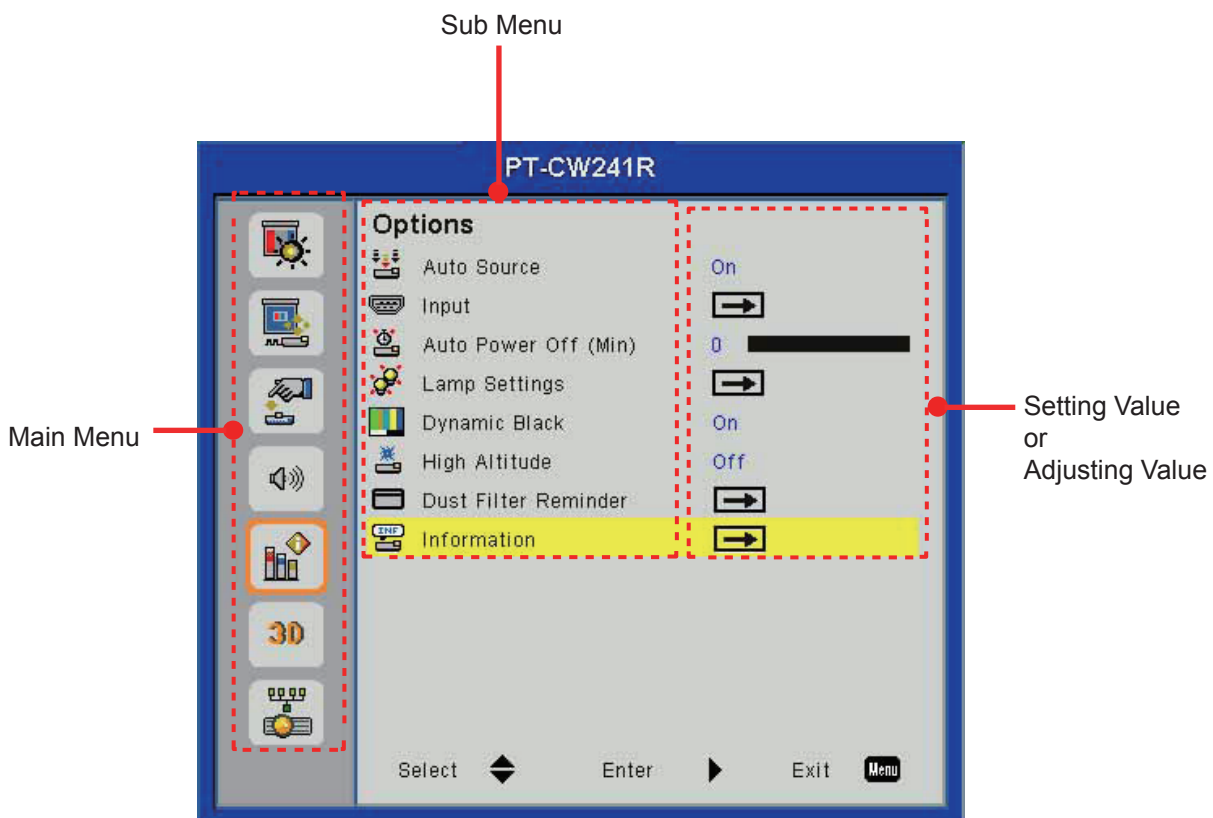 Sub Menu
PT-CW241R
Options
Auto Source On
Input
Auto Power Off (Min) 0
Lamp Settings
Dynamic Black On
High Altitude Off
Dust Filter Reminder
INF Information
3D
Select Enter Exit Menu
Main Menu
Setting Value
or
Adjusting Value